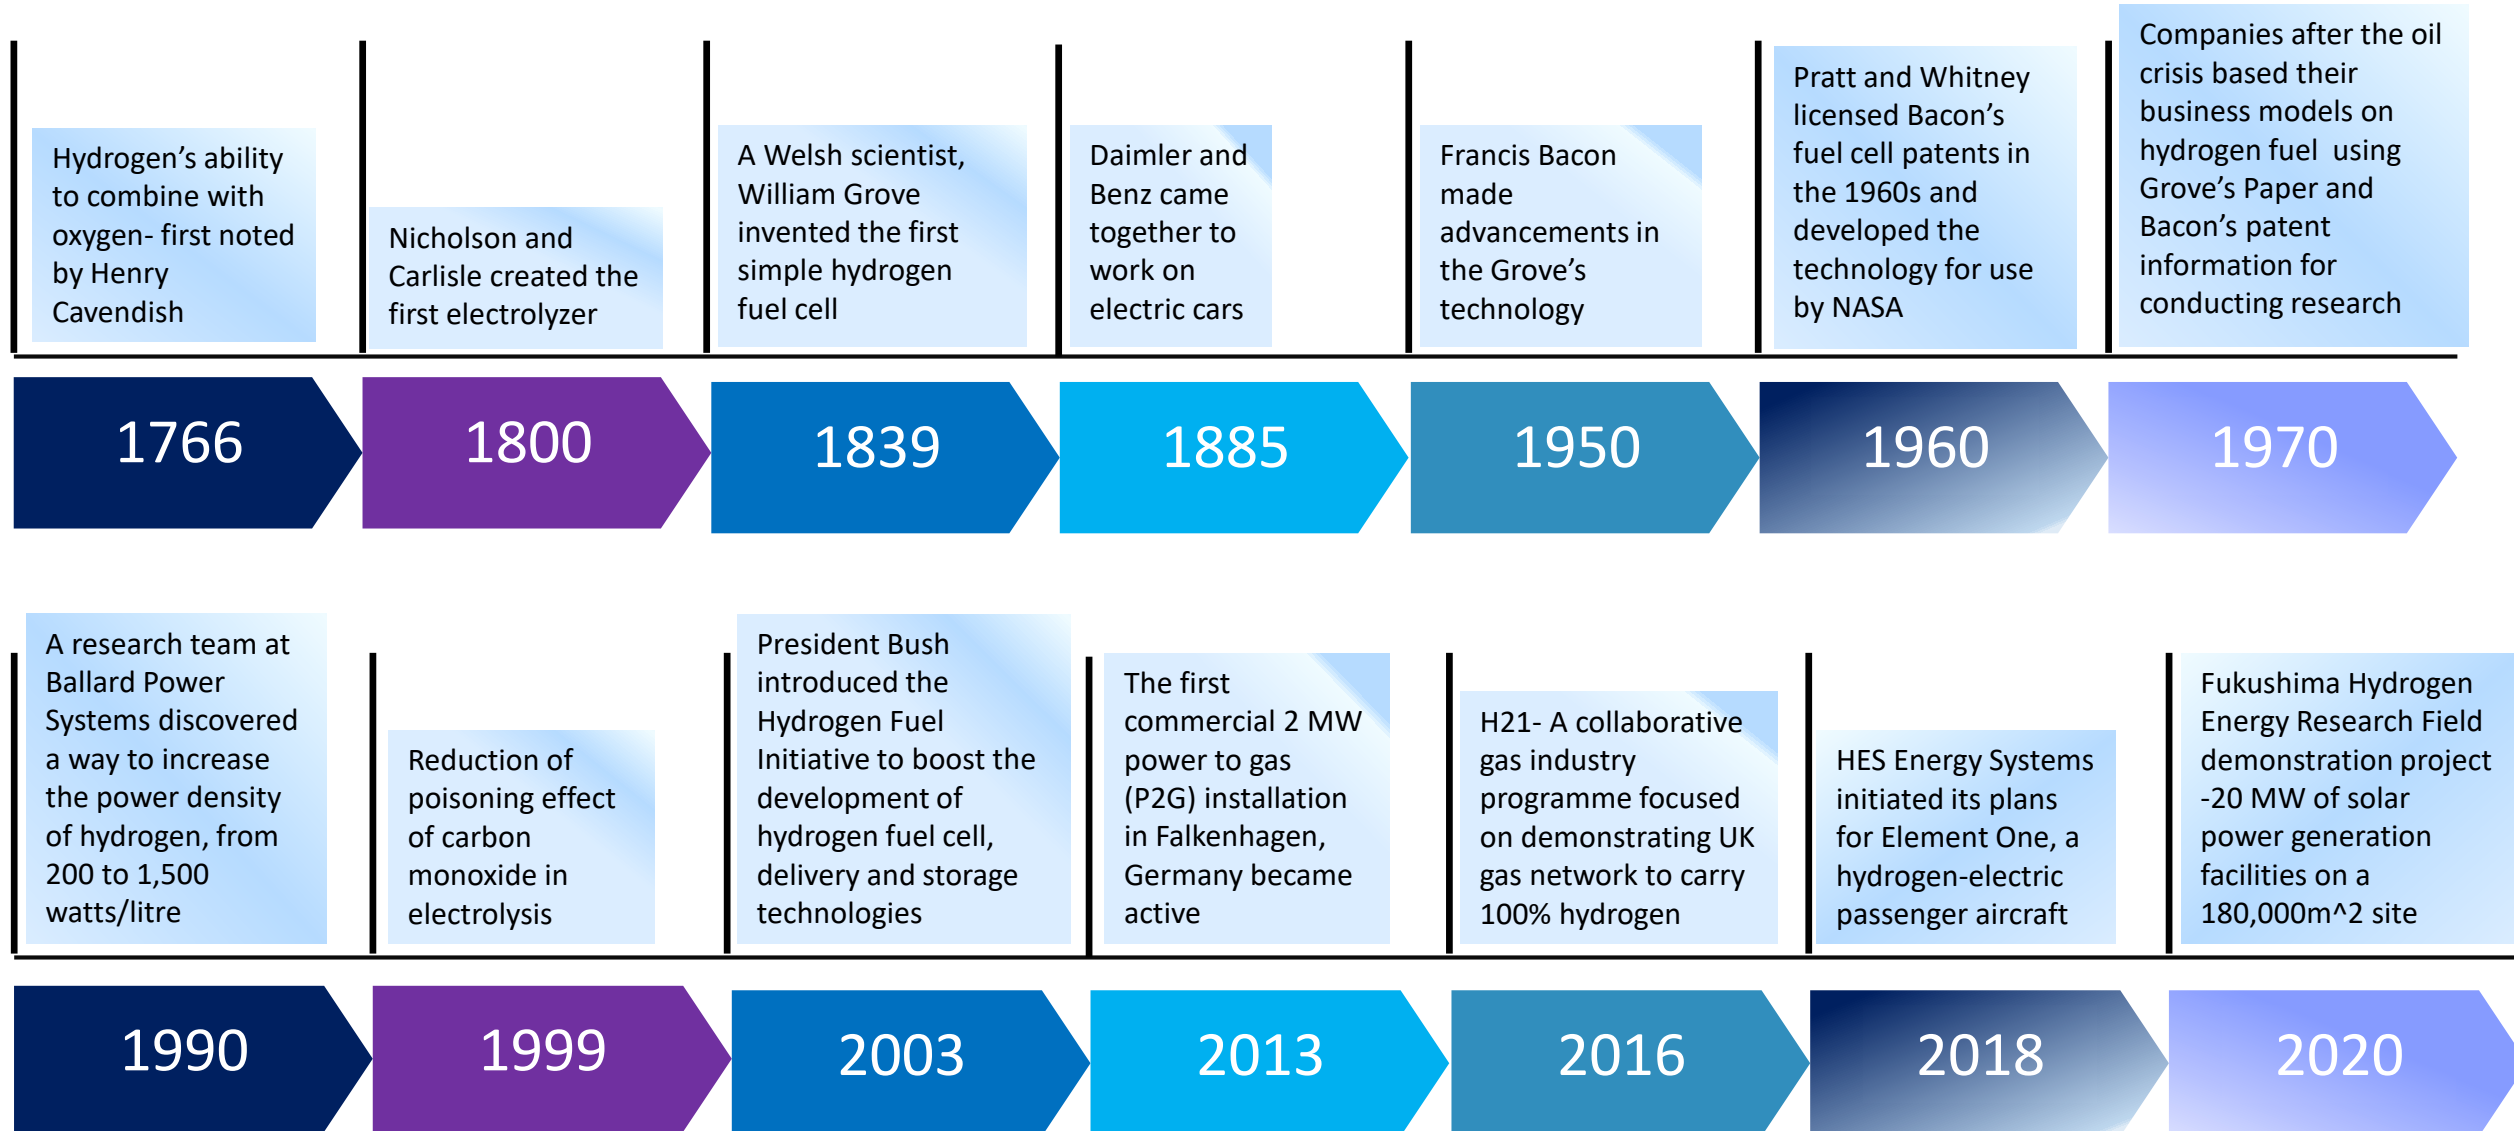 Hydrogen's ability
to combine with
oxygen- first noted
by Henry
Cavendish
Nicholson and
Carlisle created the
first electrolyzer
A Welsh scientist,
William Grove
invented the first
simple hydrogen
fuel cell
Daimler and
Benz came
together to
work on
electric cars
Francis Bacon
made
advancements in
the Grove's
technology
Pratt and Whitney
licensed Bacon's
fuel cell patents in
the 1960s and
developed the
technology for use
by NASA
Companies after the oil
crisis based their
business models on
hydrogen fuel  using
Grove's Paper and
Bacon's patent
information for
conducting research
1766
1800
1839
1885
1950
1960
1970
A research team at
Ballard Power
Systems discovered
a way to increase
the power density
of hydrogen, from
200 to 1,500
watts/litre
Reduction of
poisoning effect
of carbon
monoxide in
electrolysis
President Bush
introduced the
Hydrogen Fuel
Initiative to boost the
development of
hydrogen fuel cell,
delivery and storage
technologies
The first
commercial 2 MW
power to gas
(P2G) installation
in Falkenhagen,
Germany became
active
H21- A collaborative
gas industry
programme focused
on demonstrating UK
gas network to carry
100% hydrogen
HES Energy Systems
initiated its plans
for Element One, a
hydrogen-electric
passenger aircraft
Fukushima Hydrogen
Energy Research Field
demonstration project
-20 MW of solar
power generation
facilities on a
180,000m^2 site
1990
1999
2003
2013
2016
2018
2020